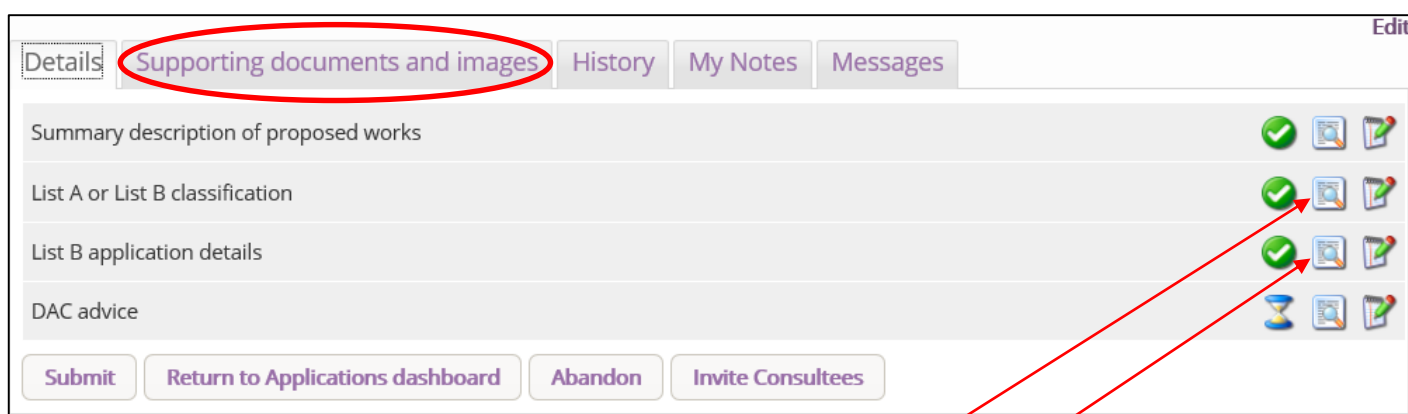 Edit
Details Supporting documents and images History My Notes Messages
Summary description of proposed works
List A or List B classification
List B application details
DAC advice
Submit Return to Applications dashboard Abandon Invite Consultees